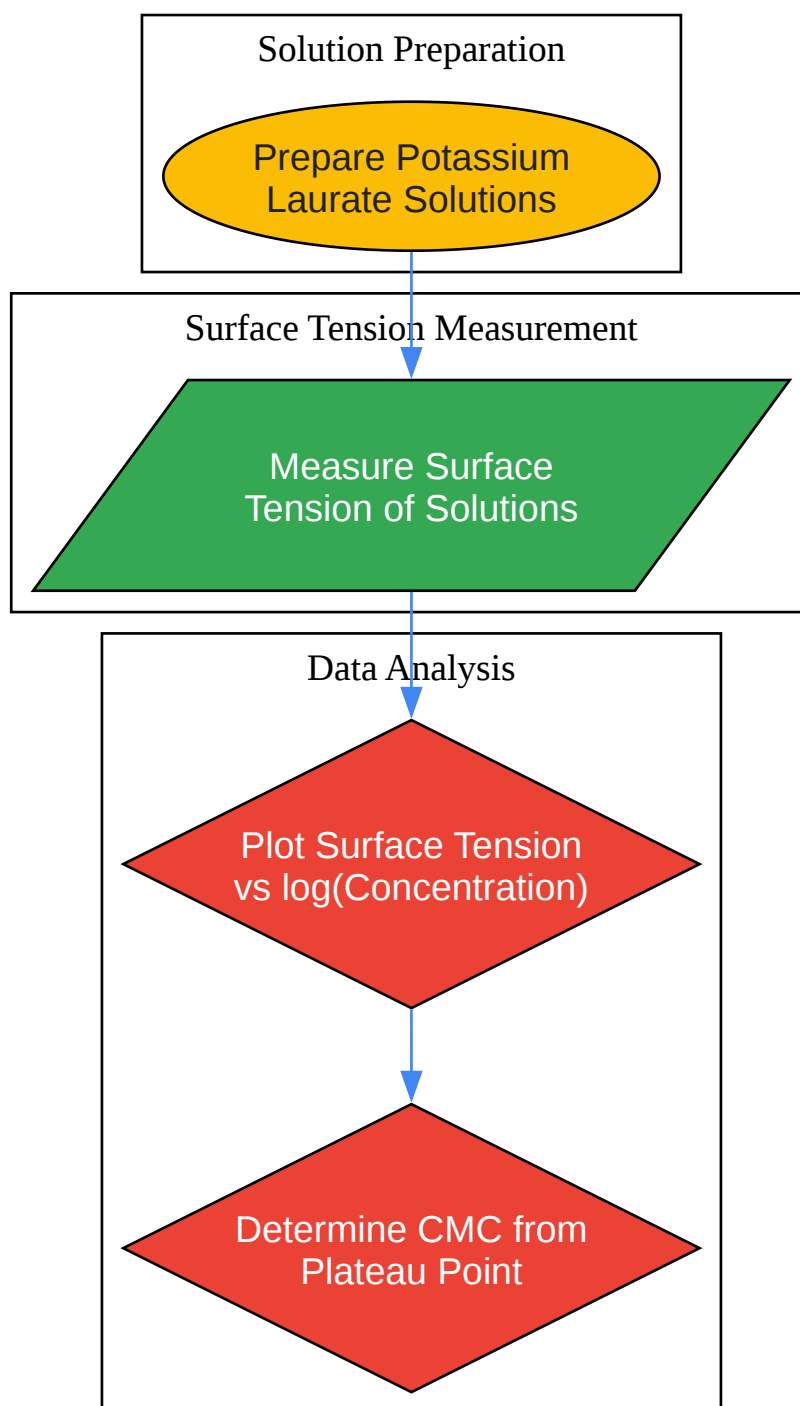 Solution Preparation
Prepare Potassium
Laurate Solutions
Surface Tension Measurement
Measure Surface
Tension of Solutions
Data Analysis
Plot Surface Tension
vs log(Concentration)
Determine CMC from
Plateau Point